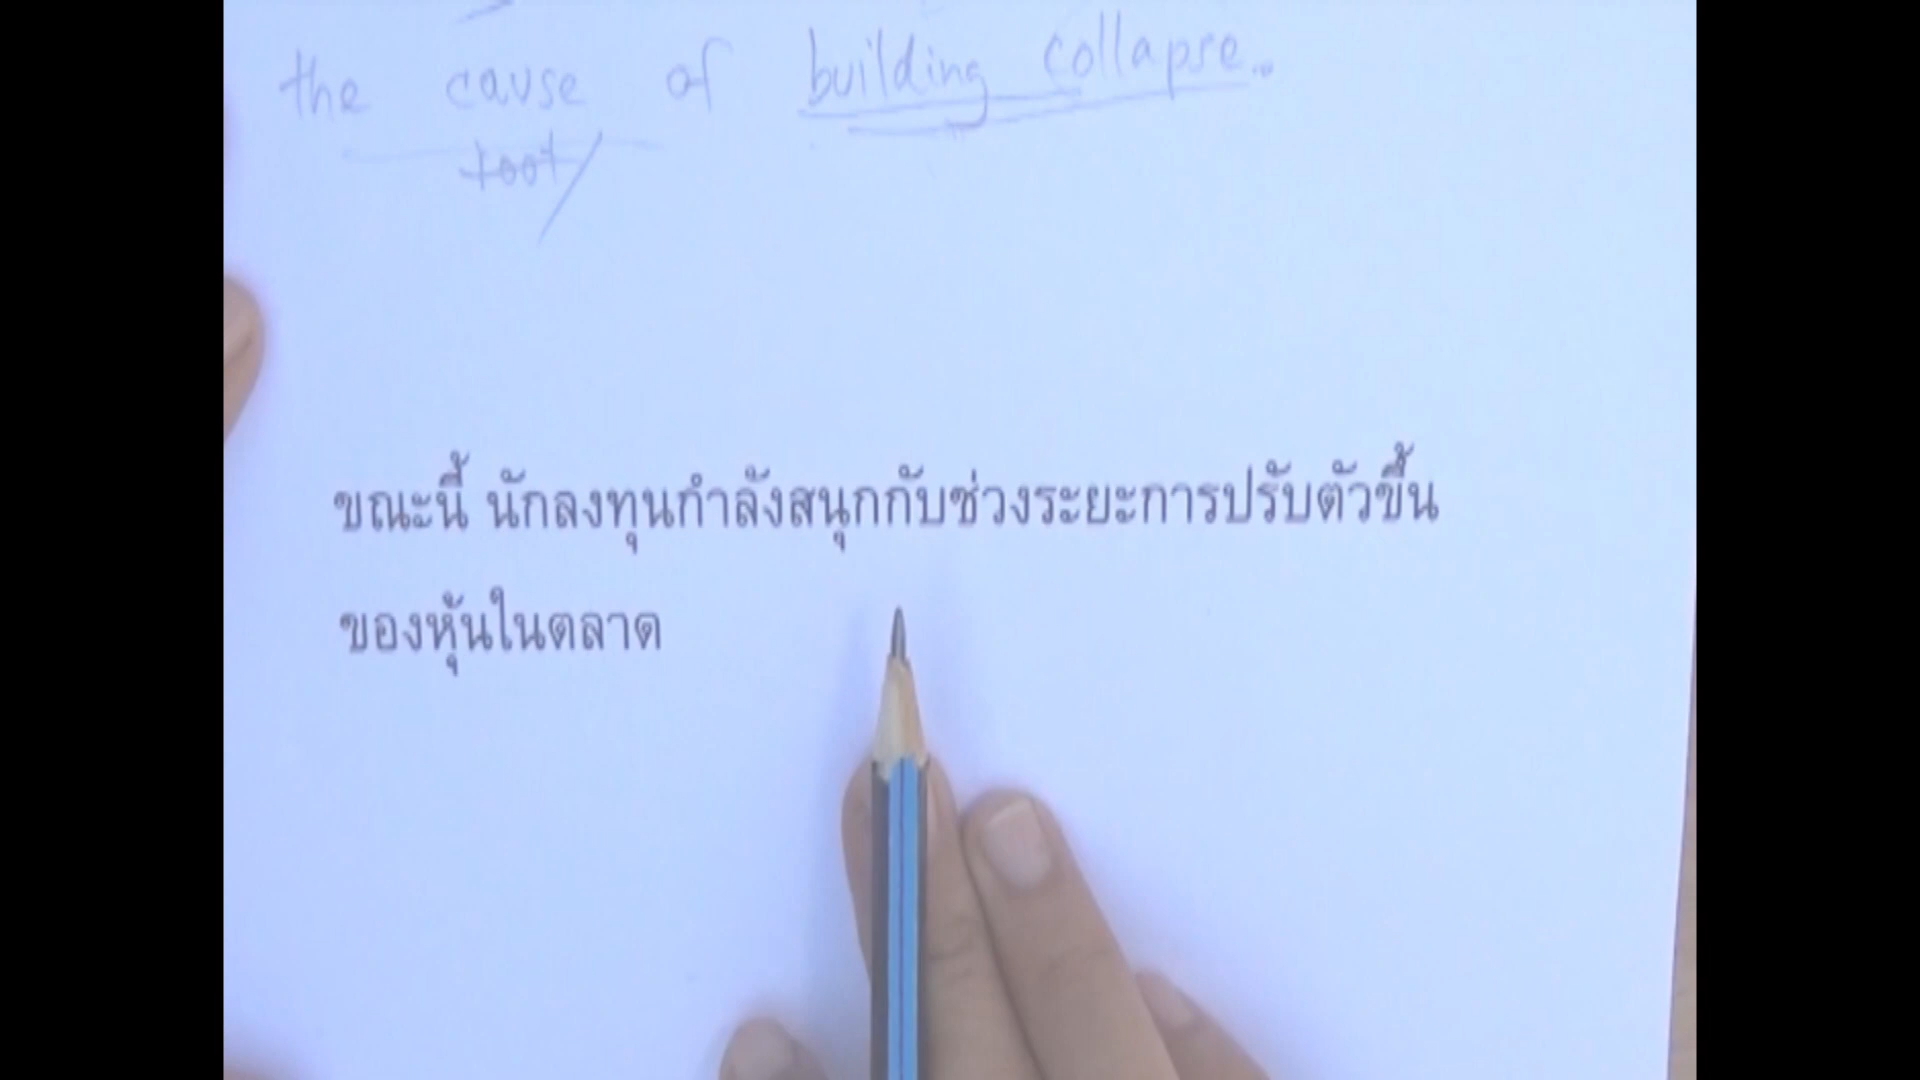 the cause of building collapse...
root
ขณะนี้ นักลงทุนกำลังสนุกกับช่วงระยะการปรับตัวขึ้น
ของหุ้นในตลาด